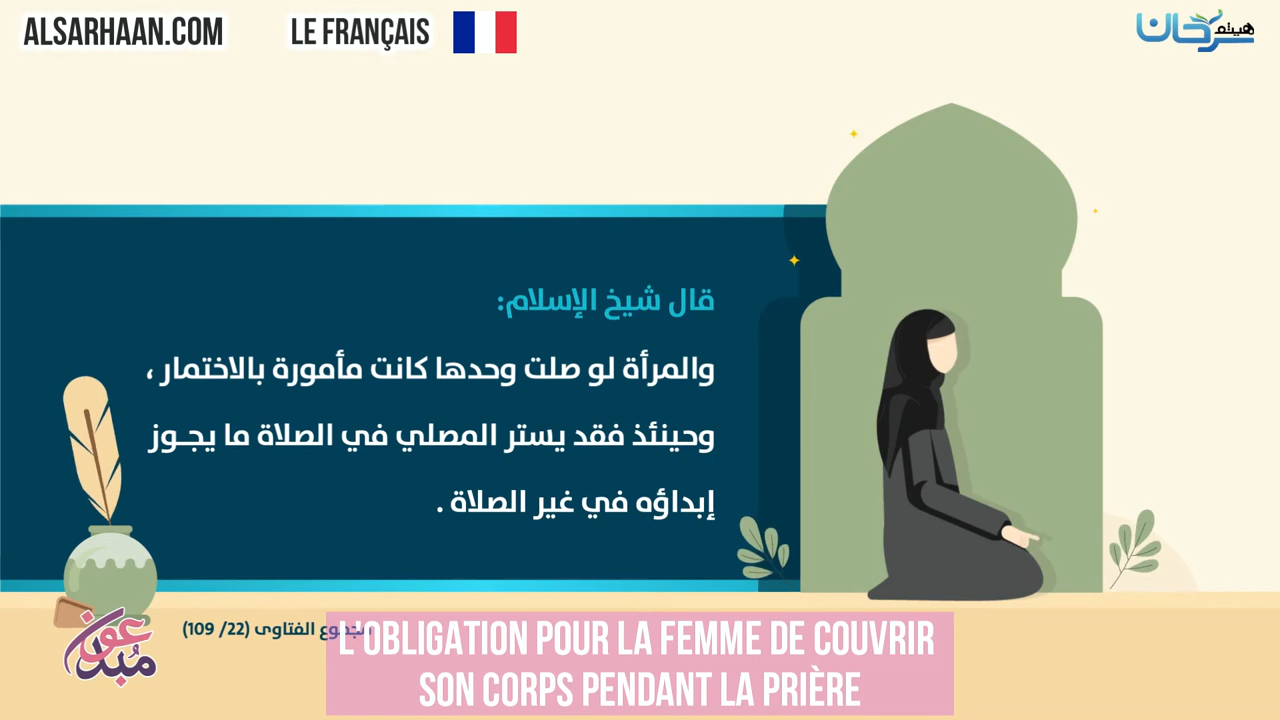 ALSARHAAN.COM
LE FRANÇAIS
هيثم
سرحان
قال شيخ الإسلام:
والمرأة لو صلت وحدها كانت مأمورة بالاختمار ،
وحينئذ فقد يستر المصلي في الصلاة ما يجـوز
إبداؤه في غير الصلاة .
مجموع الفتاوى (22/ 109)
عون
مُبدع
L'OBLIGATION POUR LA FEMME DE COUVRIR
SON CORPS PENDANT LA PRIÈRE